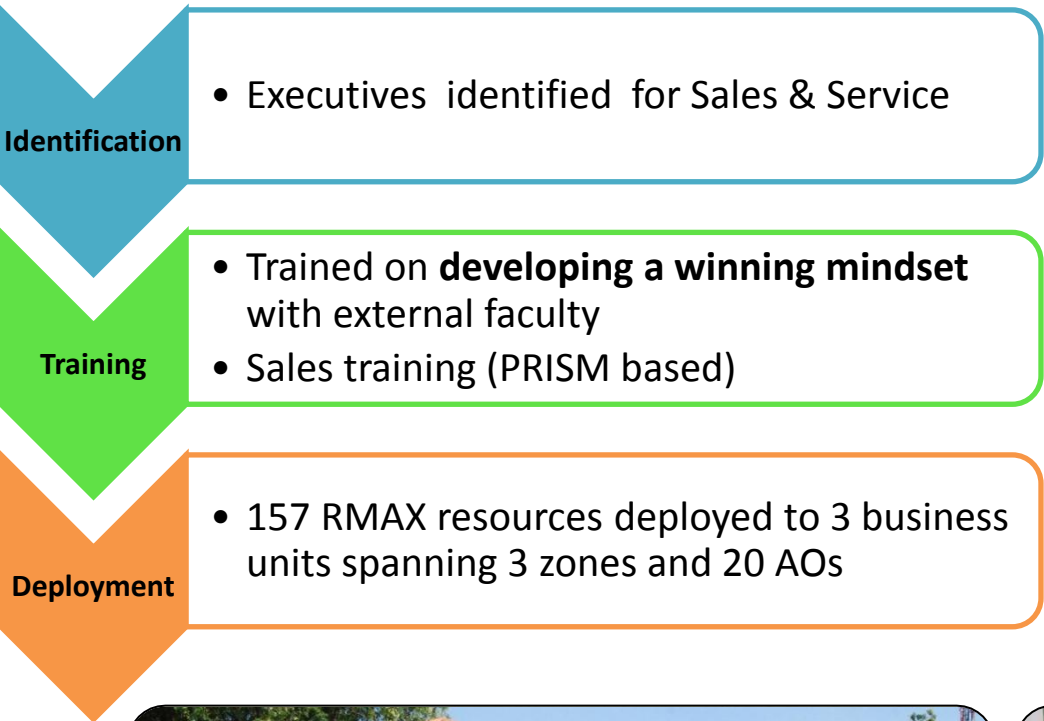 Identification
• Executives identified for Sales & Service
Training
• Trained on developing a winning mindset
with external faculty
• Sales training (PRISM based)
Deployment
• 157 RMAX resources deployed to 3 business
units spanning 3 zones and 20 AOs